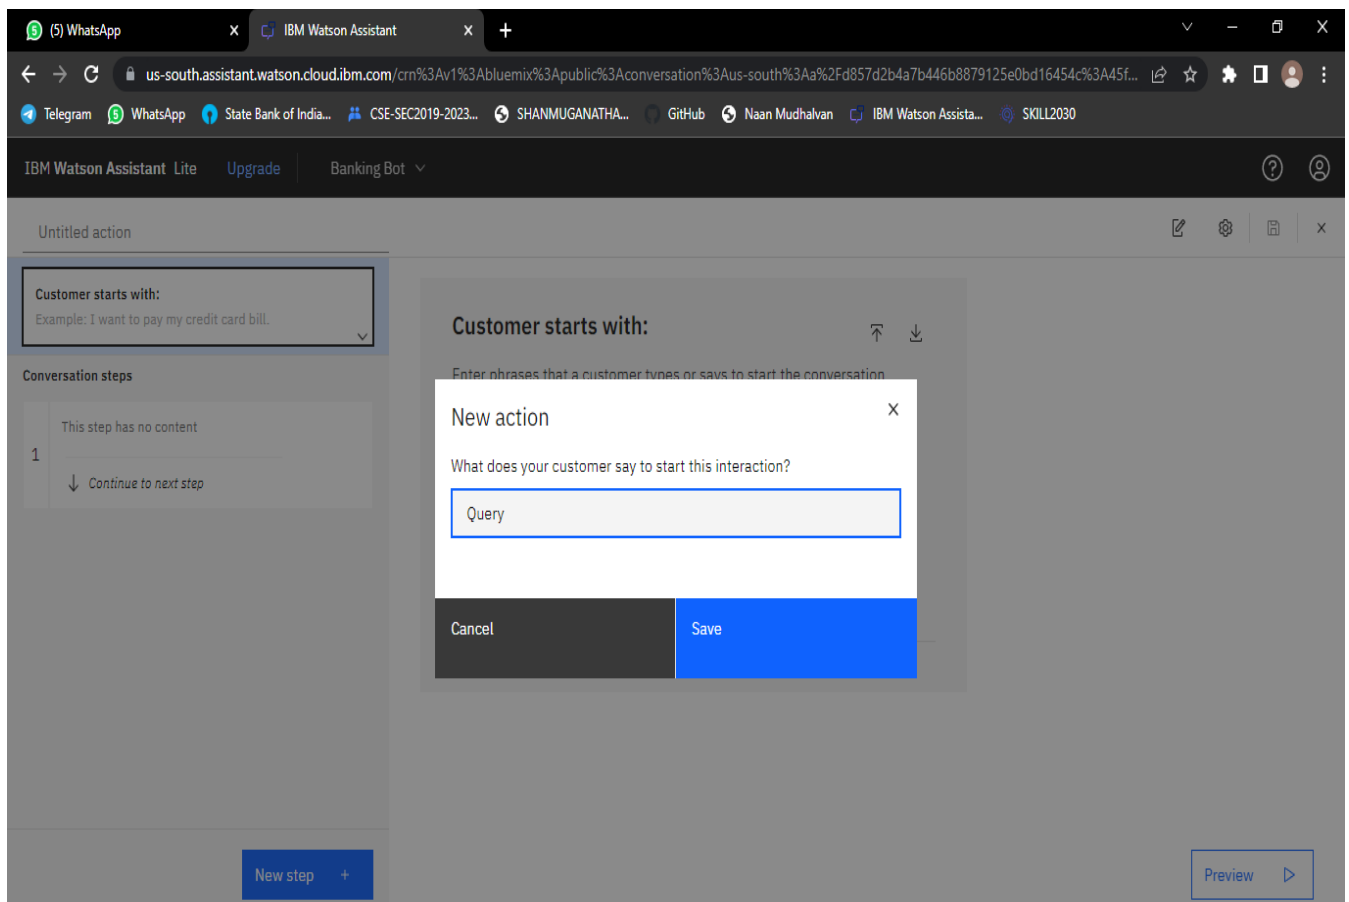 (5) WhatsApp
IBM Watson Assistant
us-south.assistant.watson.cloud.ibm.com/crn%3Av1%3Abluemix%3Apublic%3Aconversation%3Aus-south%3Aa%2Fd857d2b4a7b446b8879125e0bd16454c%3A45f...
Telegram WhatsApp State Bank of India... CSE-SEC2019-2023... SHANMUGANATHA... GitHub Naan Mudhalvan IBM Watson Assista... SKILL2030
IBM Watson Assistant Lite Upgrade Banking Bot
Untitled action
Customer starts with:
Example: I want to pay my credit card bill.
Conversation steps
1
This step has no content
Continue to next step
New step +
Customer starts with:
Enter phrases that a customer types or says to start the conversation
New action
What does your customer say to start this interaction?
Query
Cancel
Save
Preview